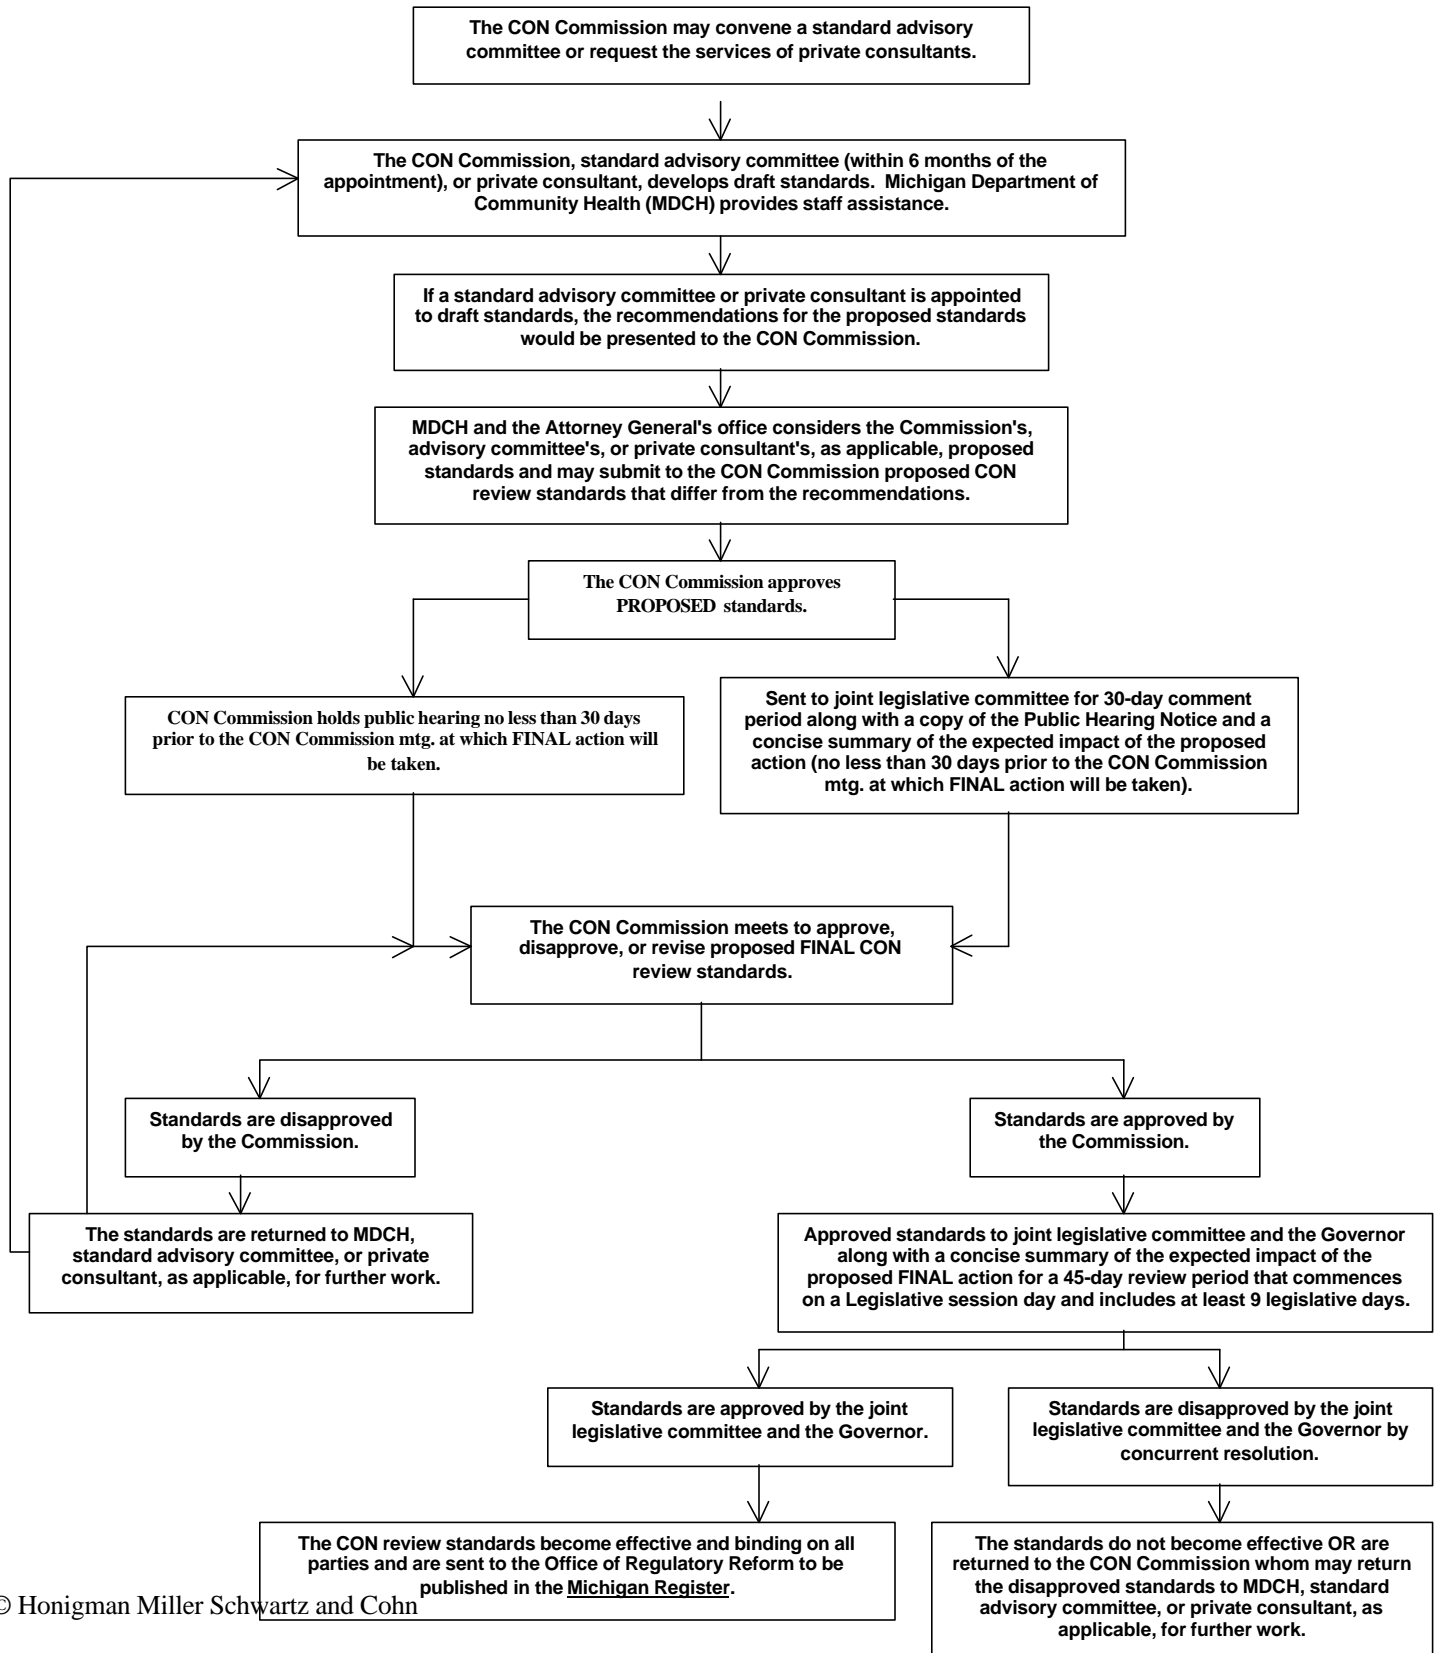 The CON Commission may convene a standard advisory
committee or request the services of private consultants.
The CON Commission, standard advisory committee (within 6 months of the
appointment), or private consultant, develops draft standards. Michigan Department of
Community Health (MDCH) provides staff assistance.
If a standard advisory committee or private consultant is appointed
to draft standards, the recommendations for the proposed standards
would be presented to the CON Commission.
MDCH and the Attorney General's office considers the Commission's,
advisory committee's, or private consultant's, as applicable, proposed
standards and may submit to the CON Commission proposed CON
review standards that differ from the recommendations.
The CON Commission approves
PROPOSED standards.
CON Commission holds public hearing no less than 30 days
prior to the CON Commission mtg. at which FINAL action will
be taken.
Sent to joint legislative committee for 30-day comment
period along with a copy of the Public Hearing Notice and a
concise summary of the expected impact of the proposed
action (no less than 30 days prior to the CON Commission
mtg. at which FINAL action will be taken).
The CON Commission meets to approve,
disapprove, or revise proposed FINAL CON
review standards.
Standards are disapproved
by the Commission.
Standards are approved by
the Commission.
The standards are returned to MDCH,
standard advisory committee, or private
consultant, as applicable, for further work.
Approved standards to joint legislative committee and the Governor
along with a concise summary of the expected impact of the
proposed FINAL action for a 45-day review period that commences
on a Legislative session day and includes at least 9 legislative days.
Standards are approved by the joint
legislative committee and the Governor.
Standards are disapproved by the joint
legislative committee and the Governor by
concurrent resolution.
The CON review standards become effective and binding on all
parties and are sent to the Office of Regulatory Reform to be
published in the Michigan Register.
The standards do not become effective OR are
returned to the CON Commission whom may return
the disapproved standards to MDCH, standard
advisory committee, or private consultant, as
applicable, for further work.
© Honigman Miller Schwartz and Cohn